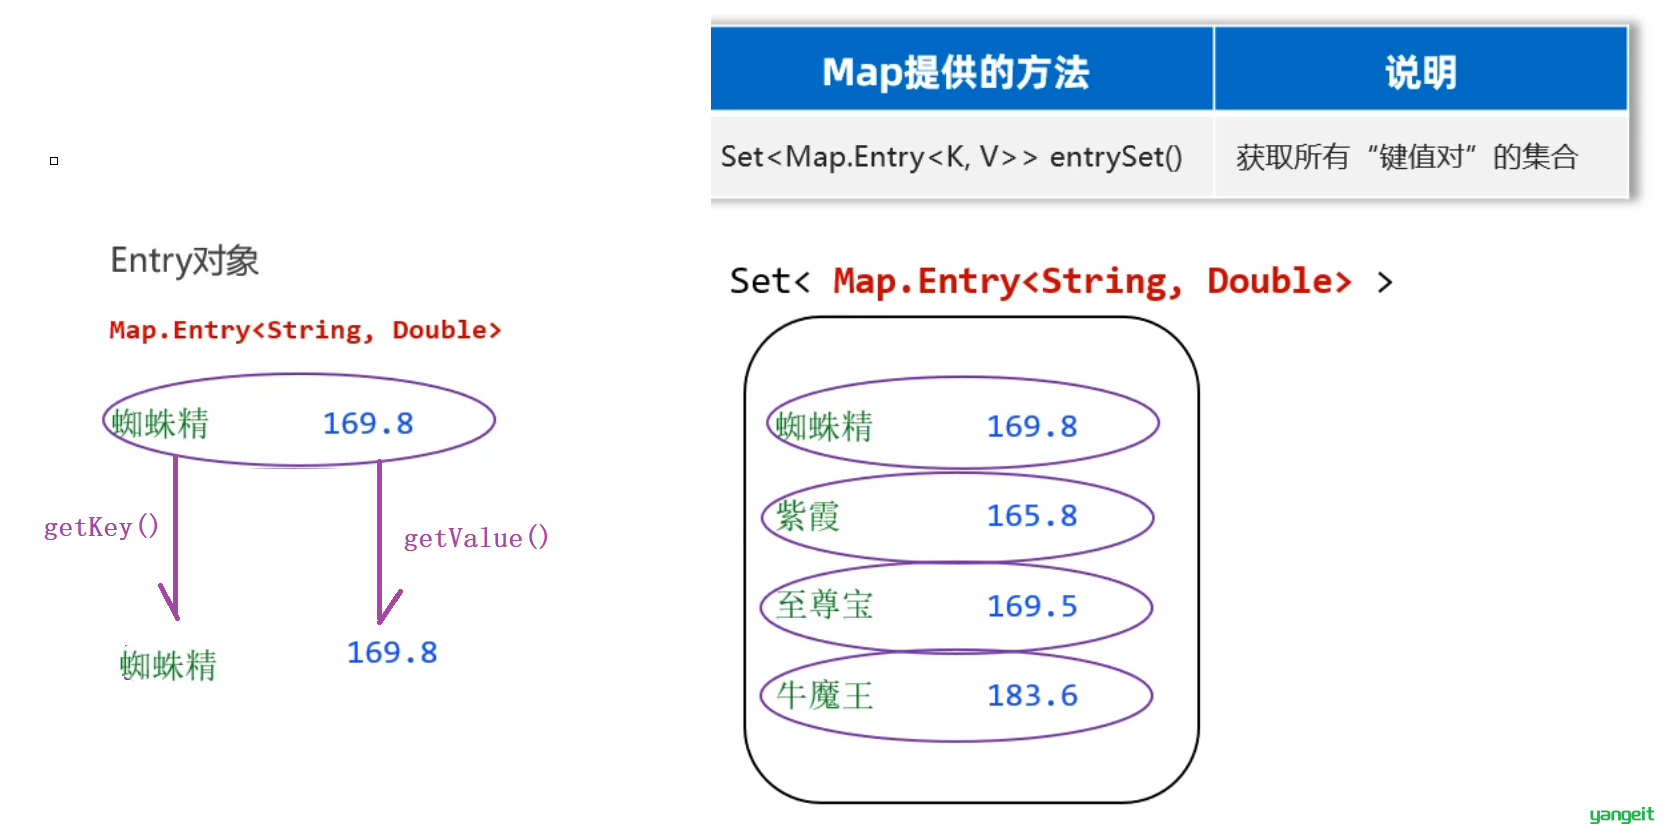 Map提供的方法 说明
Set<Map.Entry<K, V>> entrySet() 获取所有“键值对”的集合
Entry对象
Map.Entry<String, Double>
蜘蛛精 169.8
getKey() getValue()
蜘蛛精 169.8
Set< Map.Entry<String, Double> >
蜘蛛精 169.8
紫霞 165.8
至尊宝 169.5
牛魔王 183.6
yangeit